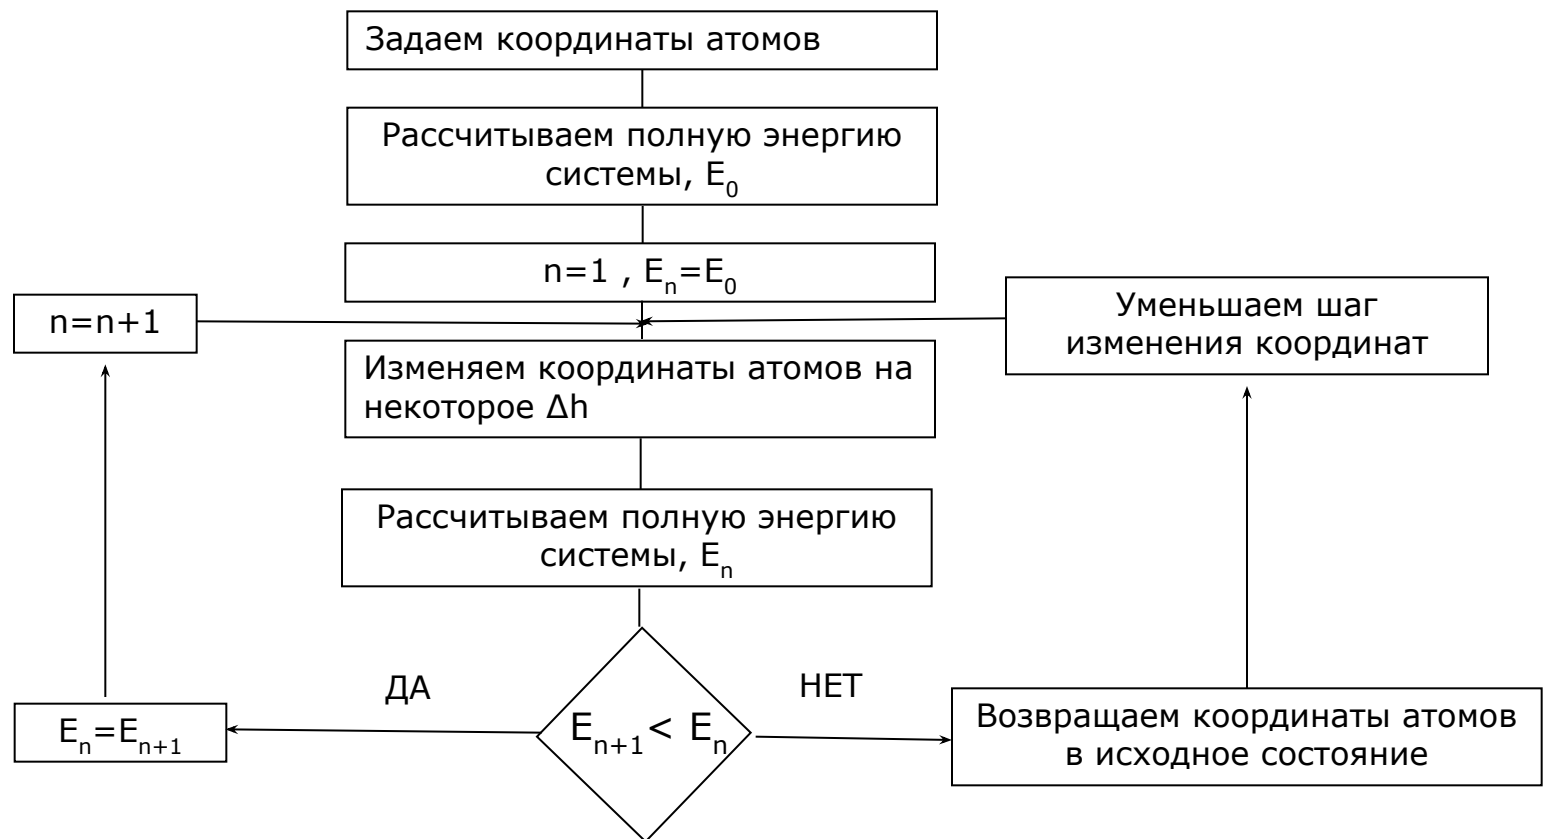 Задаем координаты атомов
Рассчитываем полную энергию
системы, E₀
n=1 , Eₙ=E₀
n=n+1
Уменьшаем шаг
изменения координат
Изменяем координаты атомов на
некоторое Δh
Рассчитываем полную энергию
системы, Eₙ
ДА
НЕТ
Eₙ=Eₙ₊₁
Eₙ₊₁< Eₙ
Возвращаем координаты атомов
в исходное состояние